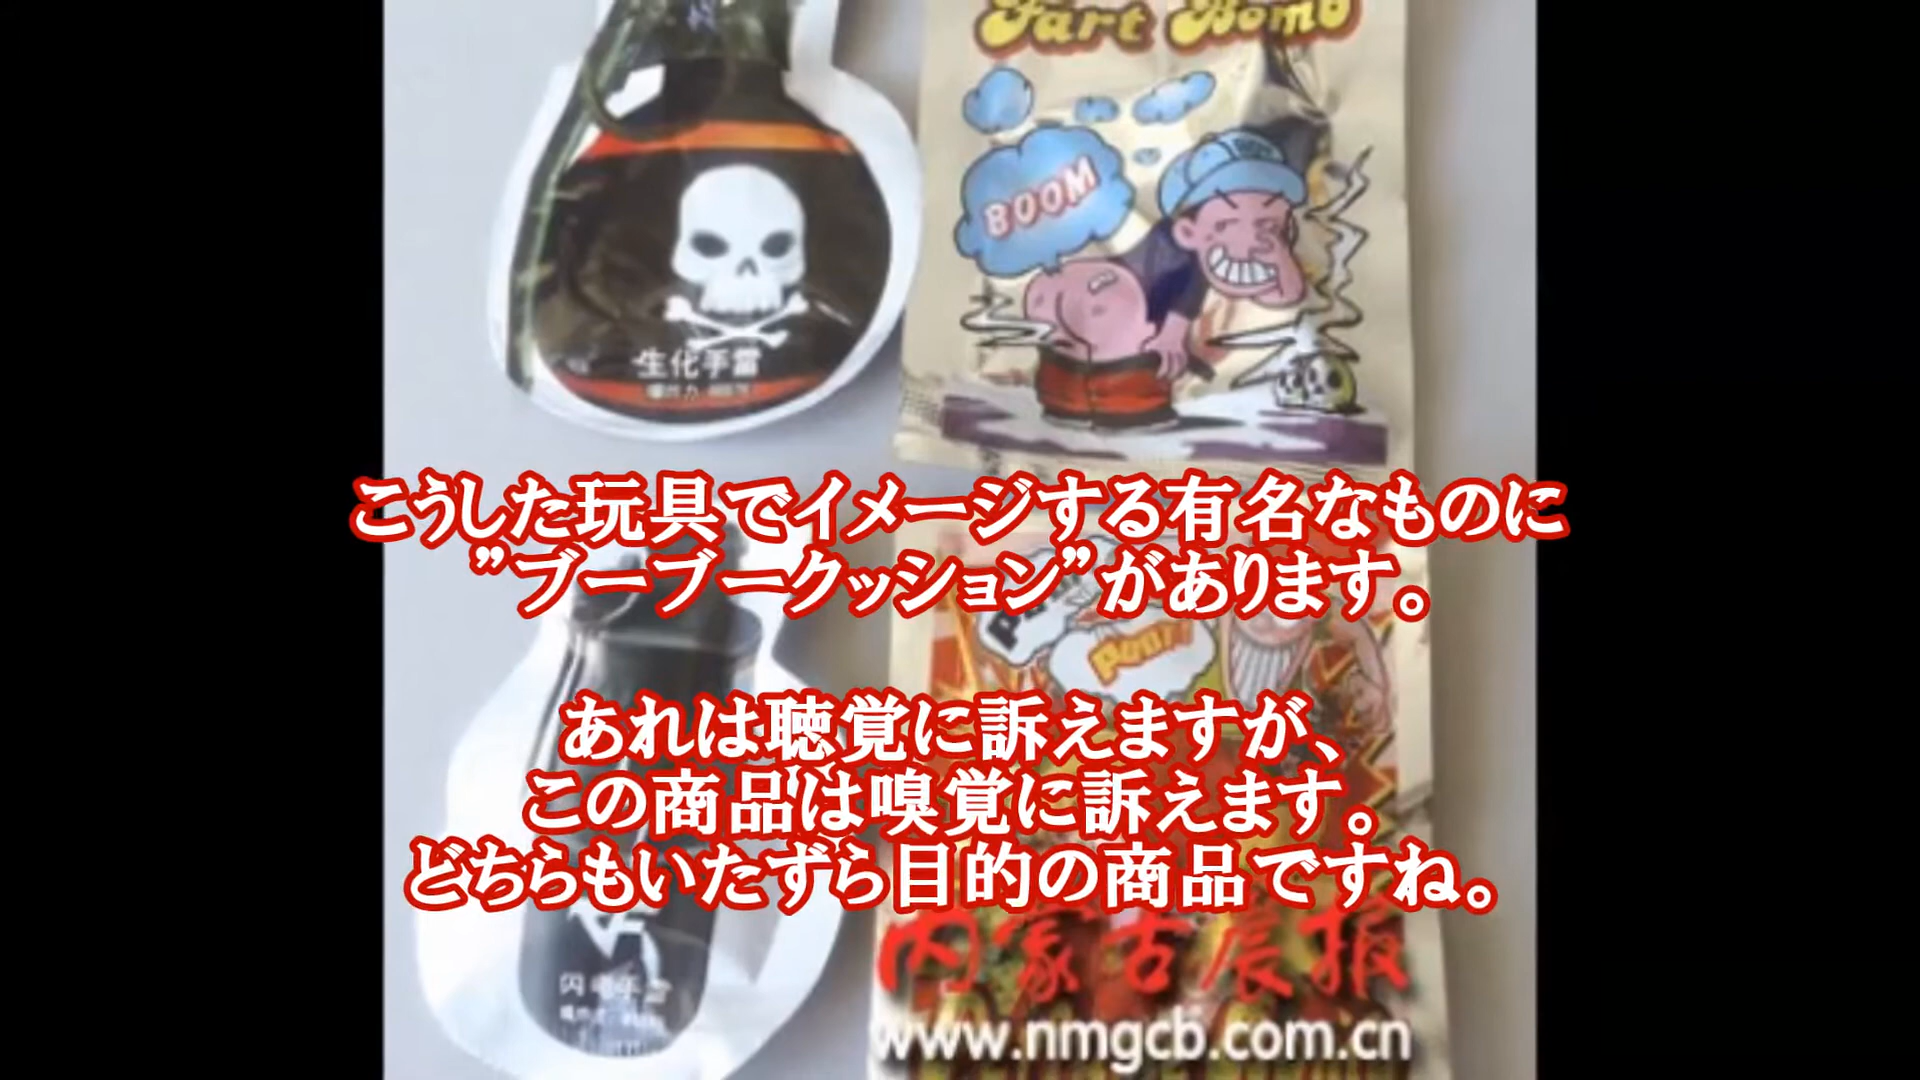 Fart Bomb
BOOM
生化手雷
こうした玩具でイメージする有名なものに
”ブーブークッション”があります。
あれは聴覚に訴えますが、
この商品は嗅覚に訴えます。
どちらもいたずら目的の商品ですね。
内蒙古晨报
www.nmgcb.com.cn